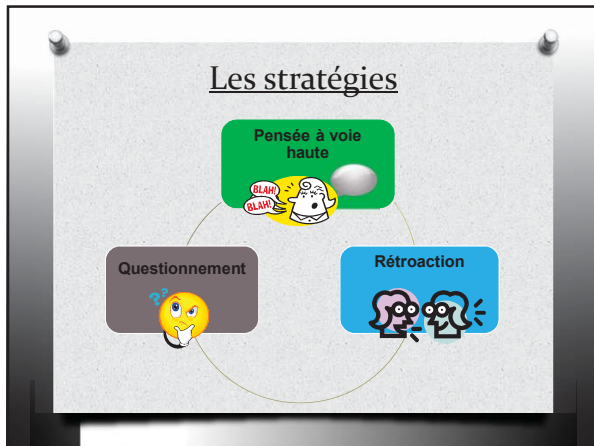 Les stratégies
Pensée à voie
haute
BLAH!
BLAH!
Questionnement
??
Rétroaction